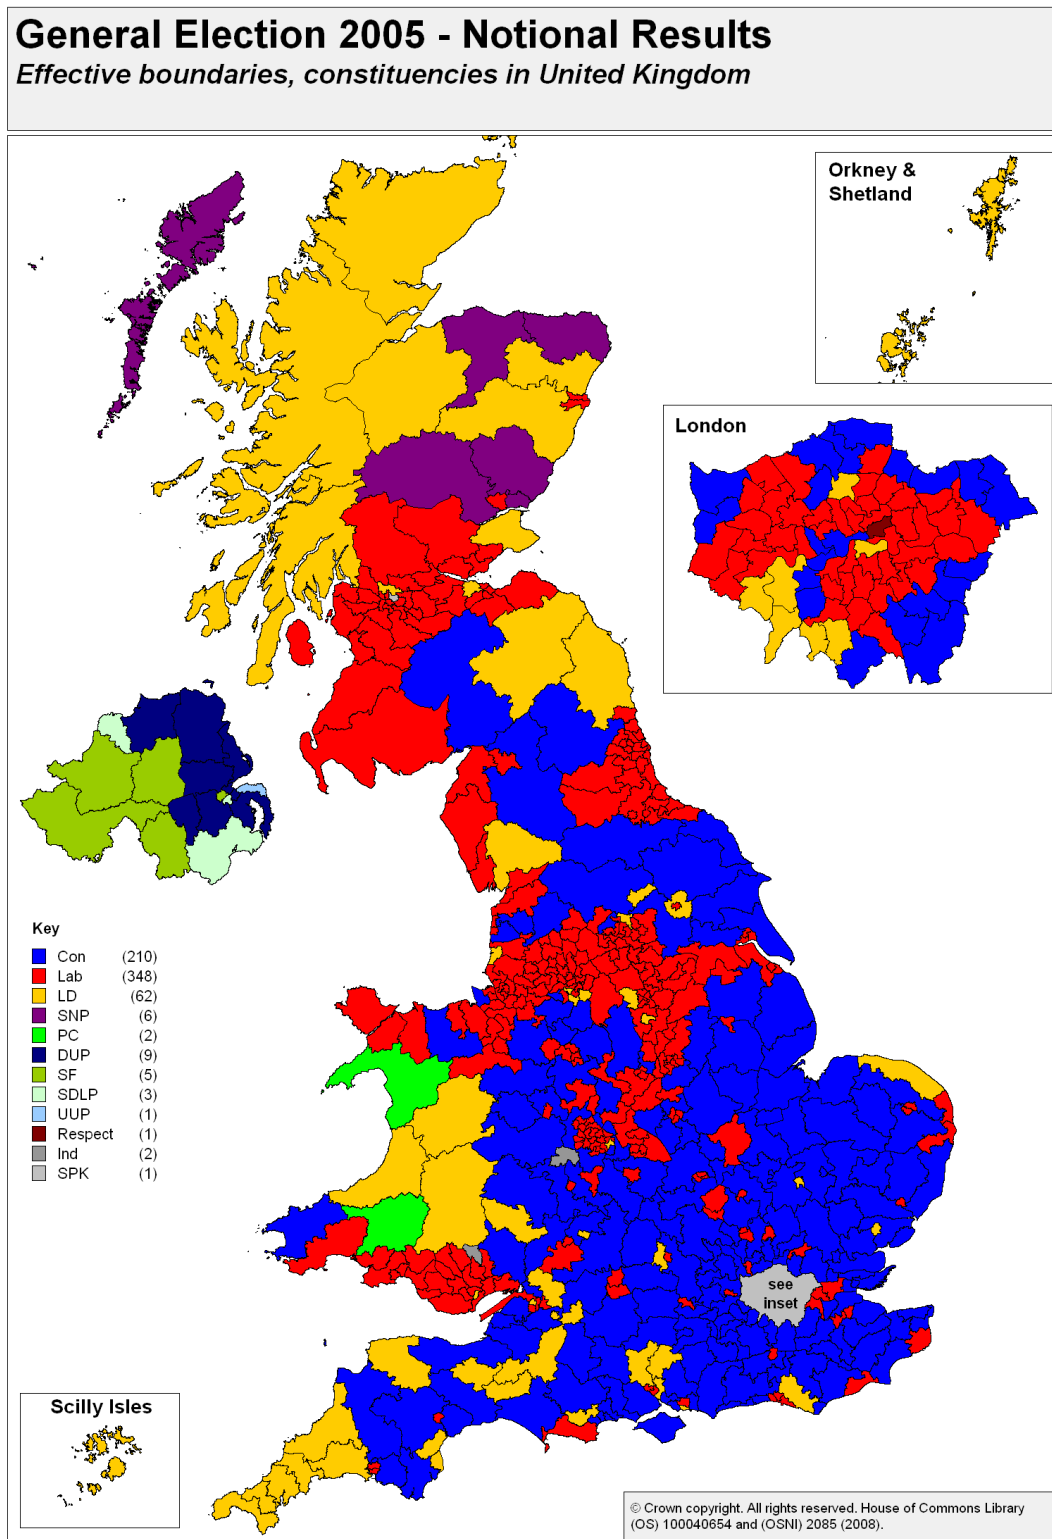 General Election 2005 - Notional Results
Effective boundaries, constituencies in United Kingdom
Orkney &
Shetland
London
Key
Con (210)
Lab (348)
LD (62)
SNP (6)
PC (2)
DUP (9)
SF (5)
SDLP (3)
UUP (1)
Respect (1)
Ind (2)
SPK (1)
see
inset
Scilly Isles
© Crown copyright. All rights reserved. House of Commons Library
(OS) 100040654 and (OSNI) 2085 (2008).